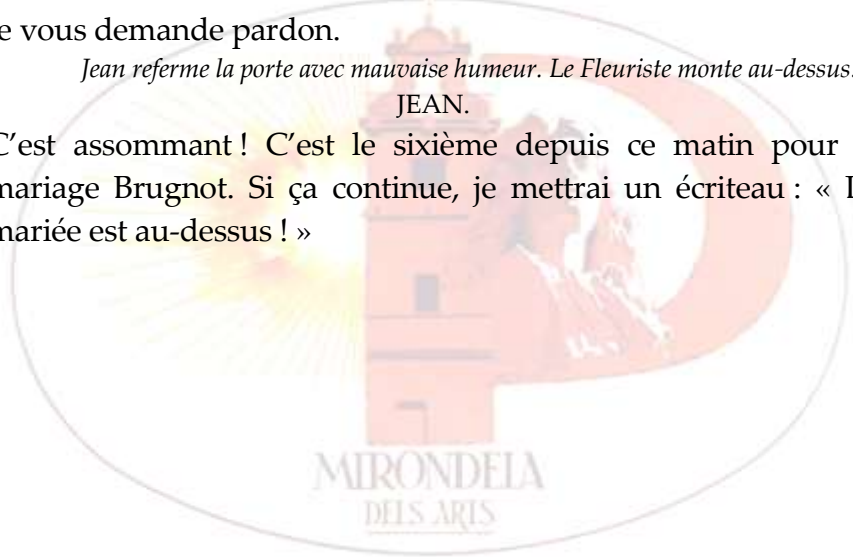 e vous demande pardon.
Jean referme la porte avec mauvaise humeur. Le Fleuriste monte au-dessus.
JEAN.
C’est assommant ! C’est le sixième depuis ce matin pour
mariage Brugnot. Si ça continue, je mettrai un écriteau : «
mariée est au-dessus ! »
MIRONDELA
DELS ARTS